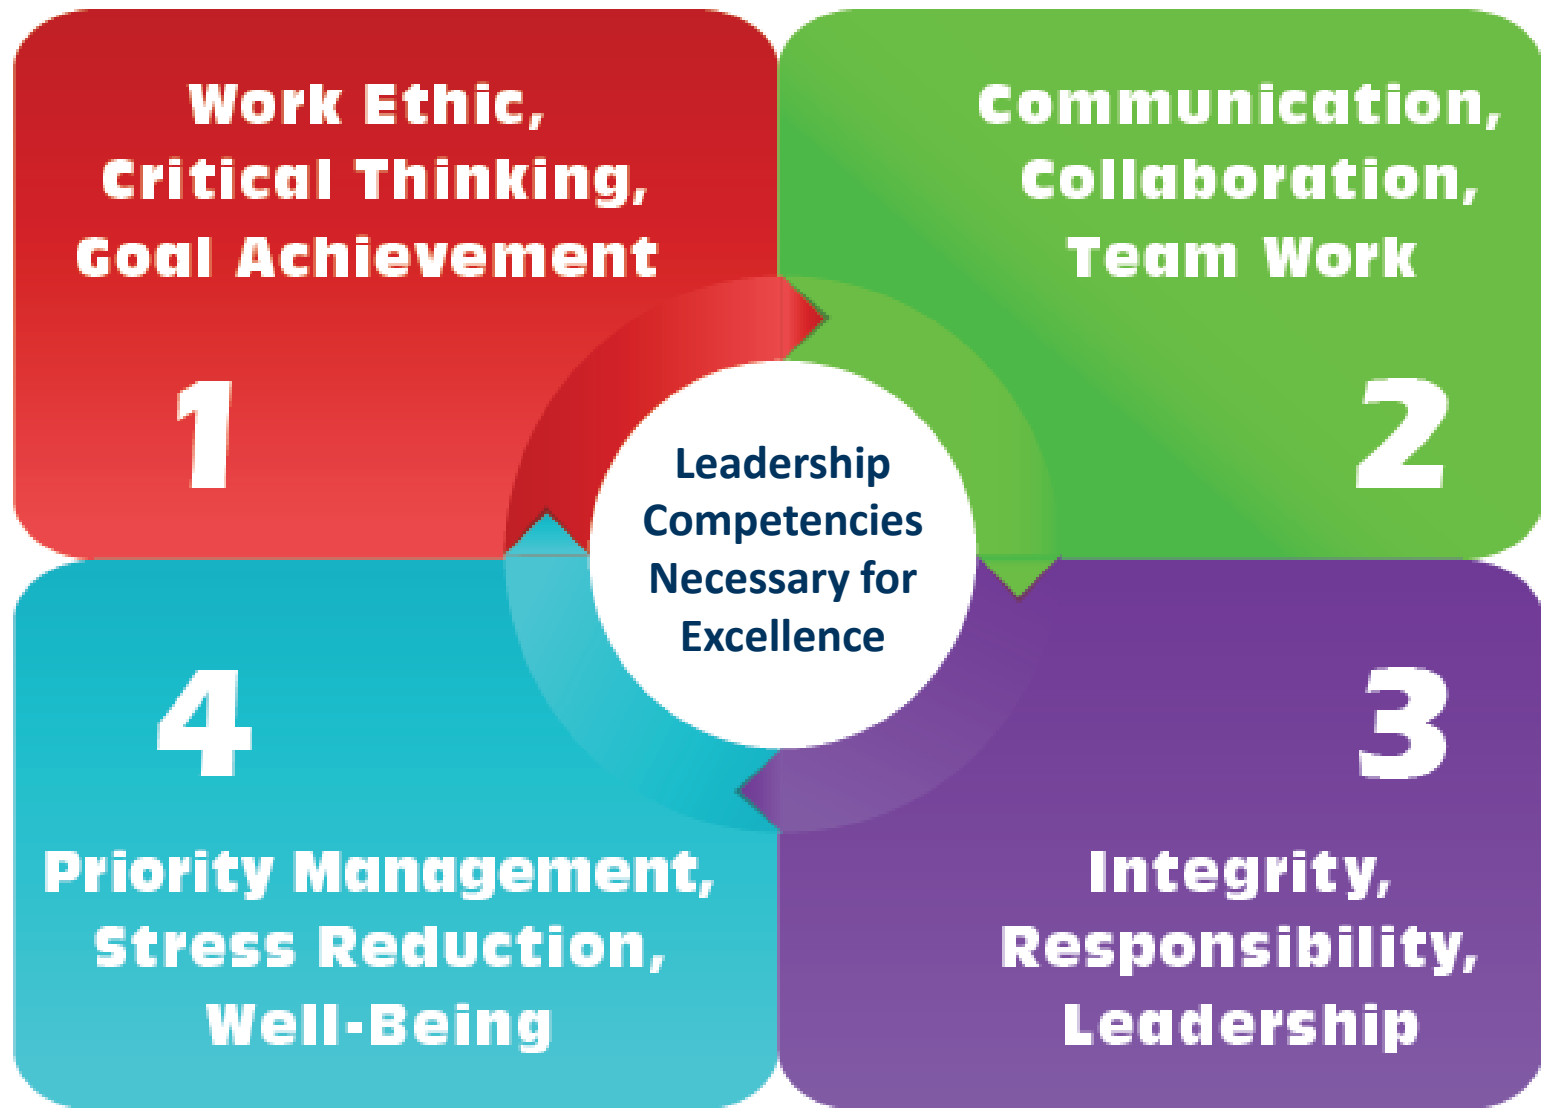 Work Ethic,
Critical Thinking,
Goal Achievement
1
Communication,
Collaboration,
Team Work
2
Leadership
Competencies
Necessary for
Excellence
3
Integrity,
Responsibility,
Leadership
4
Priority Management,
Stress Reduction,
Well-Being